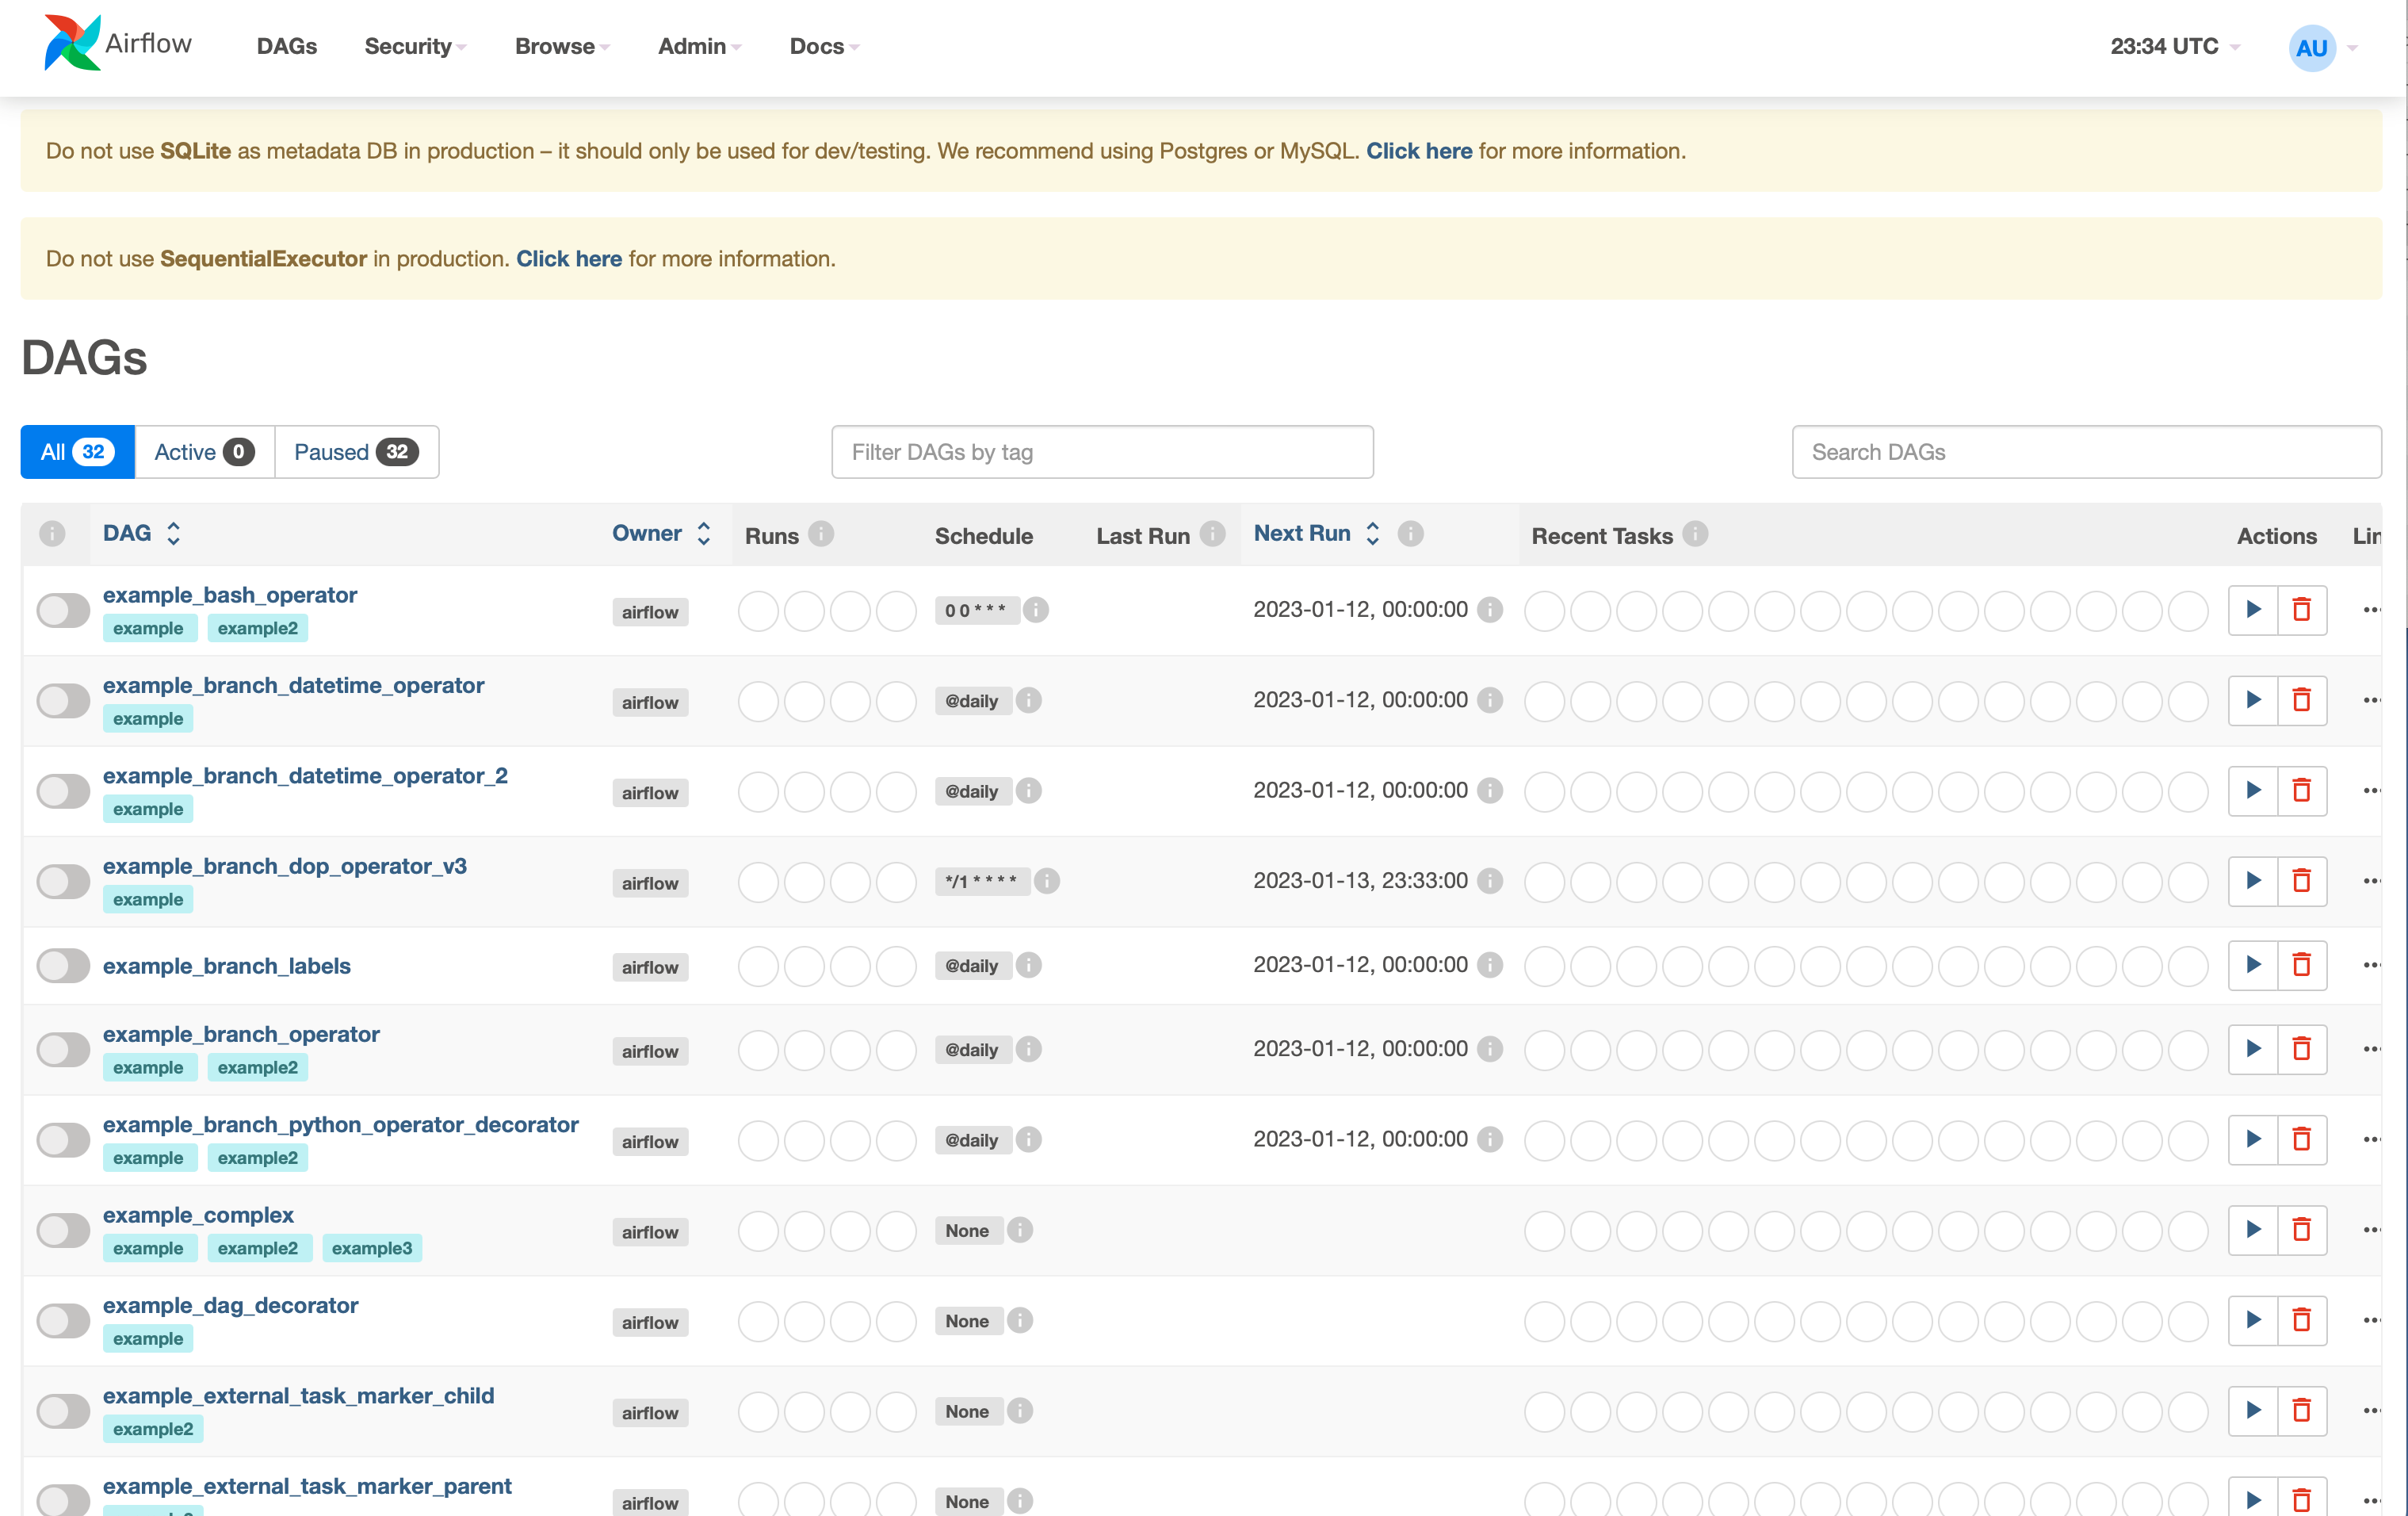 Airflow DAGs Security Browse Admin Docs 23:34 UTC AU
Do not use SQLite as metadata DB in production – it should only be used for dev/testing. We recommend using Postgres or MySQL. Click here for more information.
Do not use SequentialExecutor in production. Click here for more information.
DAGs
All 32 Active 0 Paused 32 Filter DAGs by tag Search DAGs
DAG Owner Runs Schedule Last Run Next Run Recent Tasks Actions
example_bash_operator
example example2 airflow 0 0 * * * 2023-01-12, 00:00:00
example_branch_datetime_operator
example airflow @daily 2023-01-12, 00:00:00
example_branch_datetime_operator_2
example airflow @daily 2023-01-12, 00:00:00
example_branch_dop_operator_v3
example airflow */1 * * * * 2023-01-13, 23:33:00
example_branch_labels airflow @daily 2023-01-12, 00:00:00
example_branch_operator
example example2 airflow @daily 2023-01-12, 00:00:00
example_branch_python_operator_decorator
example example2 airflow @daily 2023-01-12, 00:00:00
example_complex
example example2 example3 airflow None
example_dag_decorator
example airflow None
example_external_task_marker_child
example2 airflow None
example_external_task_marker_parent
airflow None